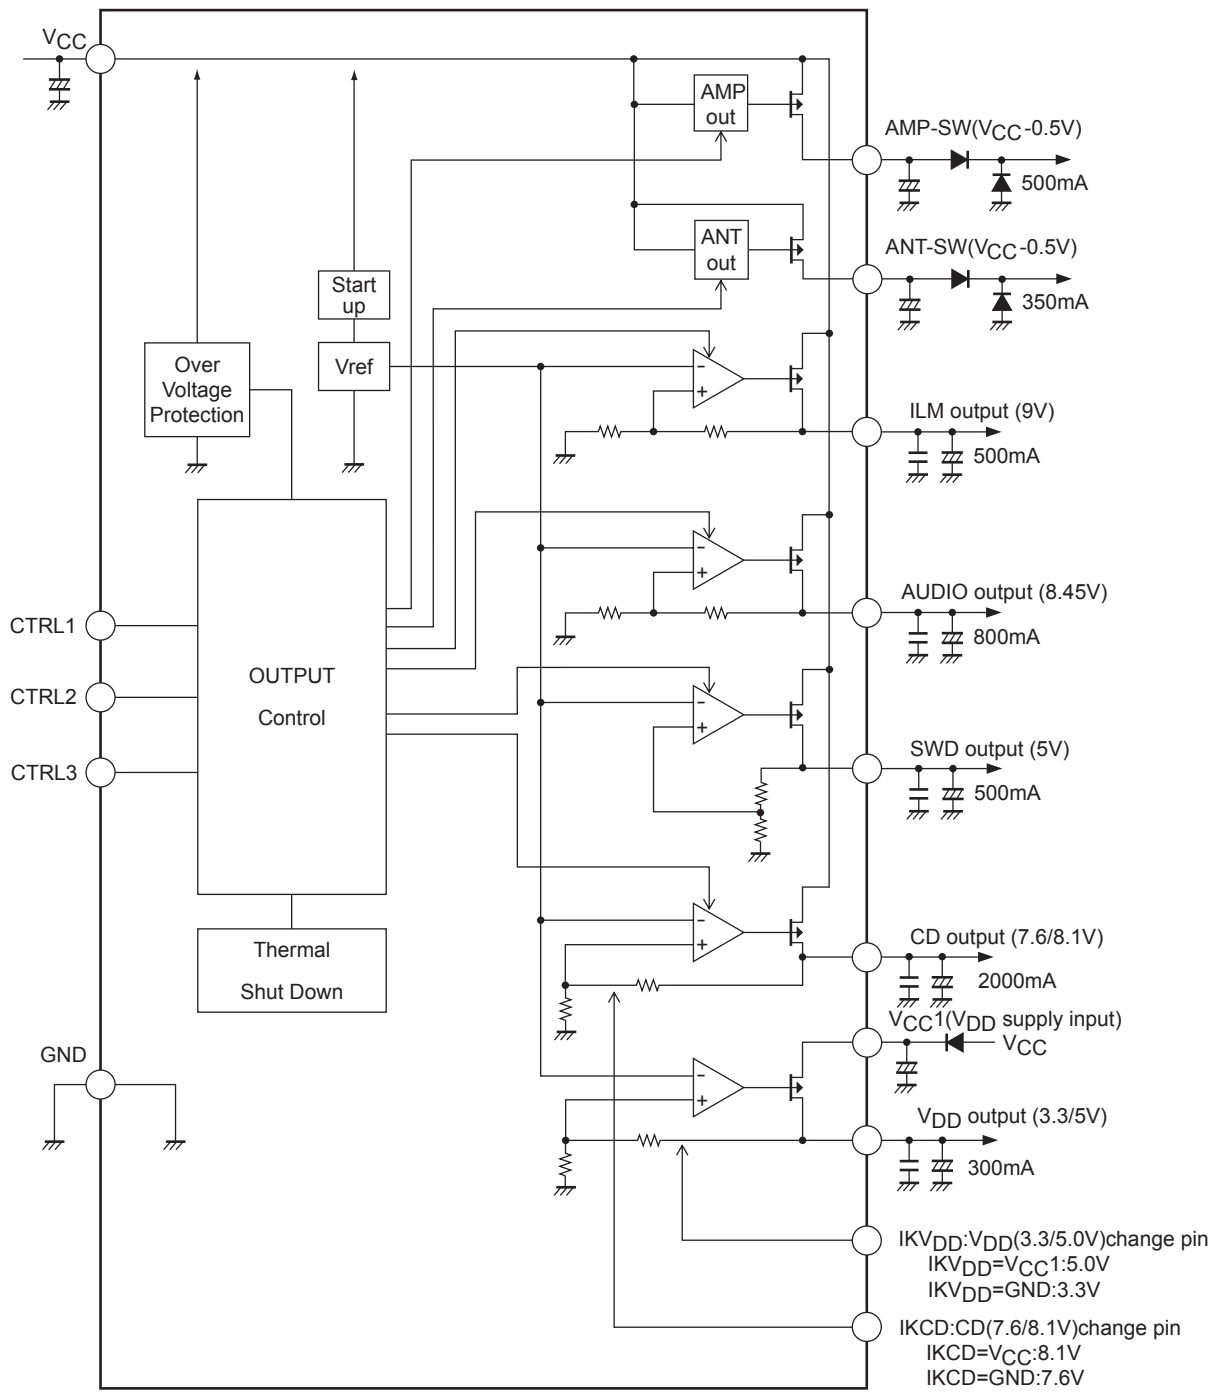 VCC
AMP
out
AMP-SW(VCC-0.5V)
500mA
ANT
out
ANT-SW(VCC-0.5V)
350mA
Start
up
Over
Voltage
Protection
Vref
-
+
ILM output (9V)
500mA
-
+
AUDIO output (8.45V)
800mA
CTRL1
CTRL2
CTRL3
OUTPUT
Control
-
+
SWD output (5V)
500mA
Thermal
Shut Down
-
+
CD output (7.6/8.1V)
2000mA
VCC1(VDD supply input)
VCC
GND
-
+
VDD output (3.3/5V)
300mA
IKVDD:VDD(3.3/5.0V)change pin
IKVDD=VCC1:5.0V
IKVDD=GND:3.3V
IKCD:CD(7.6/8.1V)change pin
IKCD=VCC:8.1V
IKCD=GND:7.6V